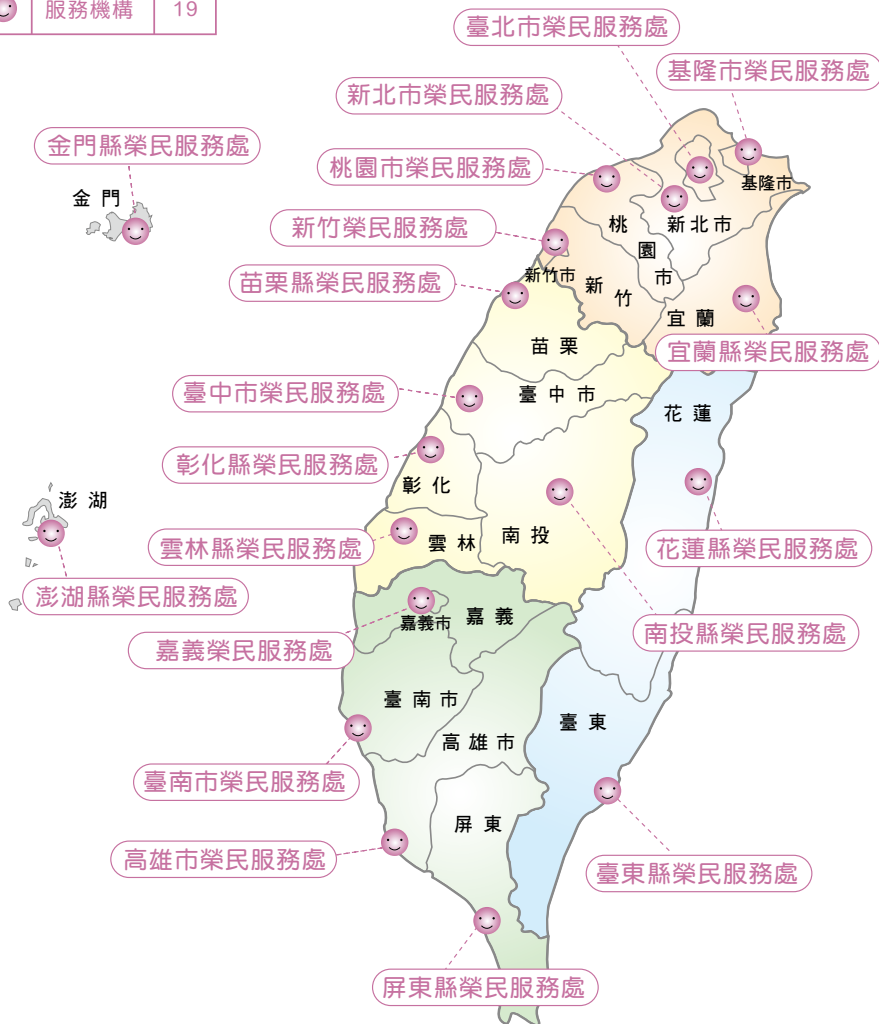 服務機構 19
臺北市榮民服務處
基隆市榮民服務處
新北市榮民服務處
金門縣榮民服務處
桃園市榮民服務處
基隆市
金門
新竹榮民服務處
桃園市
新北市
苗栗縣榮民服務處
新竹市
新竹
宜蘭
苗栗
宜蘭縣榮民服務處
臺中市榮民服務處
臺中市
花蓮
彰化縣榮民服務處
彰化
澎湖
雲林縣榮民服務處
雲林
南投
花蓮縣榮民服務處
澎湖縣榮民服務處
嘉義市
嘉義
南投縣榮民服務處
嘉義榮民服務處
臺南市
臺東
高雄市
臺南市榮民服務處
屏東
高雄市榮民服務處
臺東縣榮民服務處
屏東縣榮民服務處